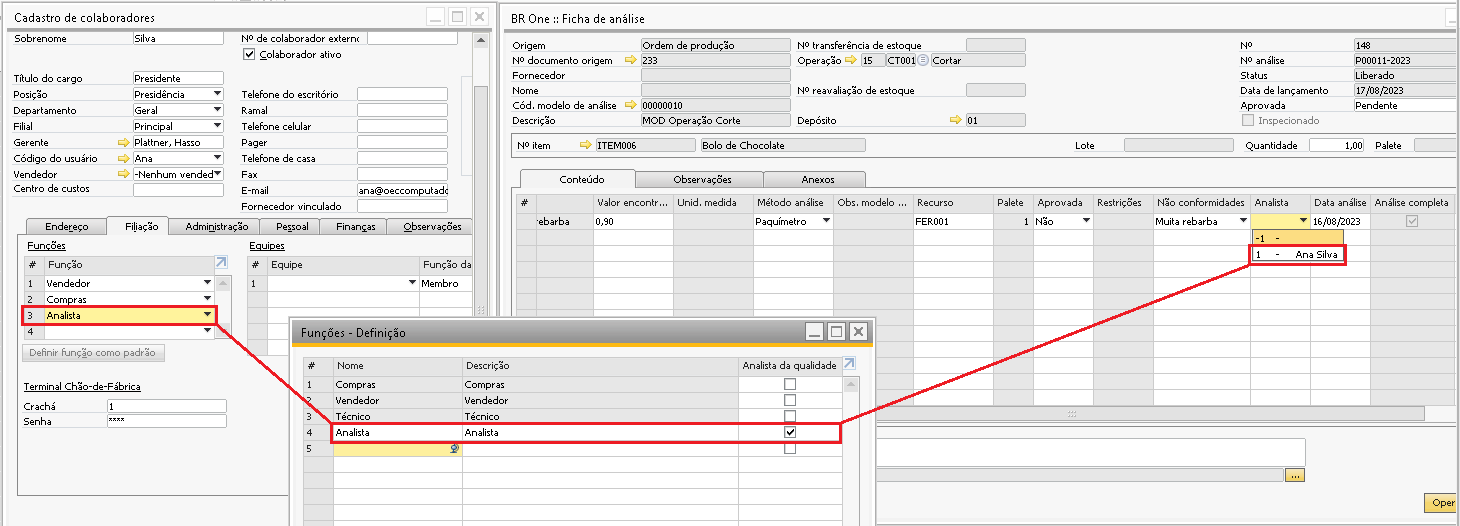 Cadastro de colaboradores
Sobrenome Silva Nº de colaborador externo
Colaborador ativo
Título do cargo Presidente
Posição Presidência Telefone do escritório
Departamento Geral Ramal
Filial Principal Telefone celular
Gerente Plattner, Hasso Pager
Código do usuário Ana Telefone de casa
Vendedor -Nenhum vended Fax
Centro de custos E-mail ana@oeccomputado
Fornecedor vinculado
Endereço Filiação Administração Pessoal Finanças Observações
Funções Equipes
# Função # Equipe Função da
1 Vendedor 1 Membro
2 Compras
3 Analista
4
Definir função como padrão
Terminal Chão-de-Fábrica
Crachá 1
Senha ****
Funções - Definição
# Nome Descrição Analista da qualidade
1 Compras Compras
2 Vendedor Vendedor
3 Técnico Técnico
4 Analista Analista
5
BR One :: Ficha de análise
Origem Ordem de produção Nº transferência de estoque Nº 148
Nº documento origem 233 Operação 15 CT001 Cortar Nº análise P00011-2023
Fornecedor Status Liberado
Nome Nº reavaliação de estoque Data de lançamento 17/08/2023
Cód. modelo de análise 00000010 Aprovada Pendente
Descrição MOD Operação Corte Depósito 01 Inspecionado
Nº item ITEM006 Bolo de Chocolate Lote Quantidade 1,00 Palete
Conteúdo Observações Anexos
# Valor encontr... Unid. medida Método análise Obs. modelo ... Recurso Palete Aprovada Restrições Não conformidades Analista Data análise Análise completa
rebarba 0,90 Paquímetro FER001 1 Não Muita rebarba 16/08/2023
-1 -
1 - Ana Silva
...
Oper